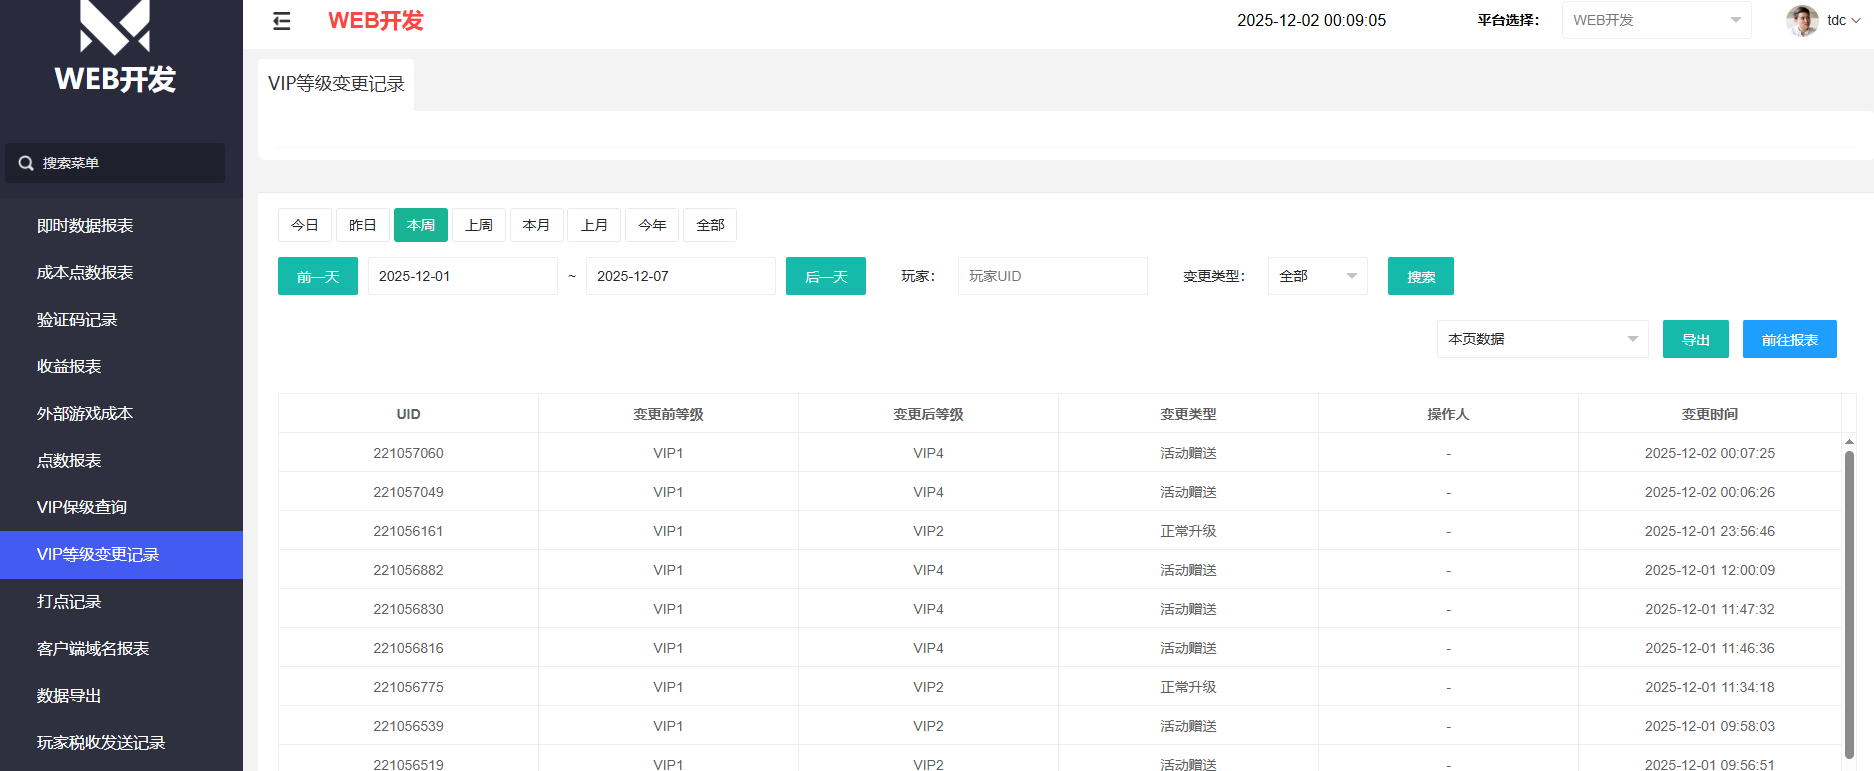 WEB开发
搜索菜单
即时数据报表
成本点数报表
验证码记录
收益报表
外部游戏成本
点数报表
VIP保级查询
VIP等级变更记录
打点记录
客户端域名报表
数据导出
玩家税收发送记录
WEB开发 2025-12-02 00:09:05 平台选择： WEB开发 tdc
VIP等级变更记录
今日 昨日 本周 上周 本月 上月 今年 全部
前一天 2025-12-01 ~ 2025-12-07 后一天 玩家： 玩家UID 变更类型： 全部 搜索
本页数据 导出 前往报表
UID 变更前等级 变更后等级 变更类型 操作人 变更时间
221057060 VIP1 VIP4 活动赠送 - 2025-12-02 00:07:25
221057049 VIP1 VIP4 活动赠送 - 2025-12-02 00:06:26
221056161 VIP1 VIP2 正常升级 - 2025-12-01 23:56:46
221056882 VIP1 VIP4 活动赠送 - 2025-12-01 12:00:09
221056830 VIP1 VIP4 活动赠送 - 2025-12-01 11:47:32
221056816 VIP1 VIP4 活动赠送 - 2025-12-01 11:46:36
221056775 VIP1 VIP2 正常升级 - 2025-12-01 11:34:18
221056539 VIP1 VIP2 活动赠送 - 2025-12-01 09:58:03
221056519 VIP1 VIP2 活动赠送 - 2025-12-01 09:56:51